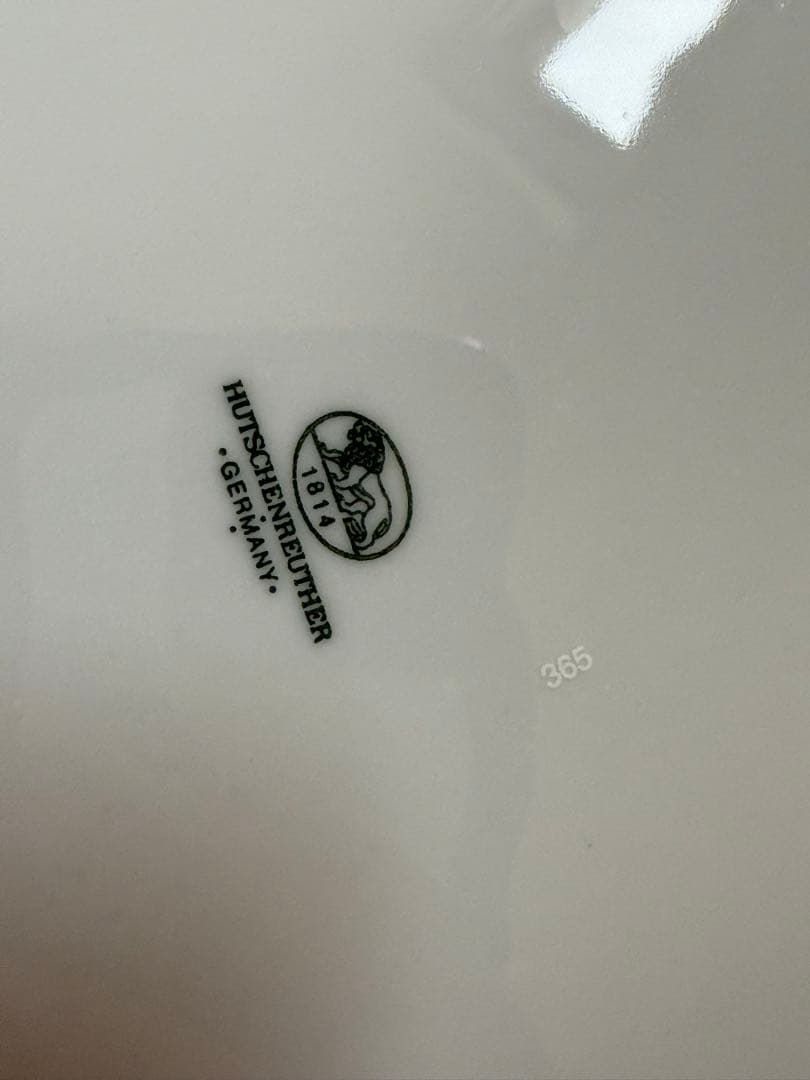 1814
HUTSCHENREUTHER
·GERMANY·
365